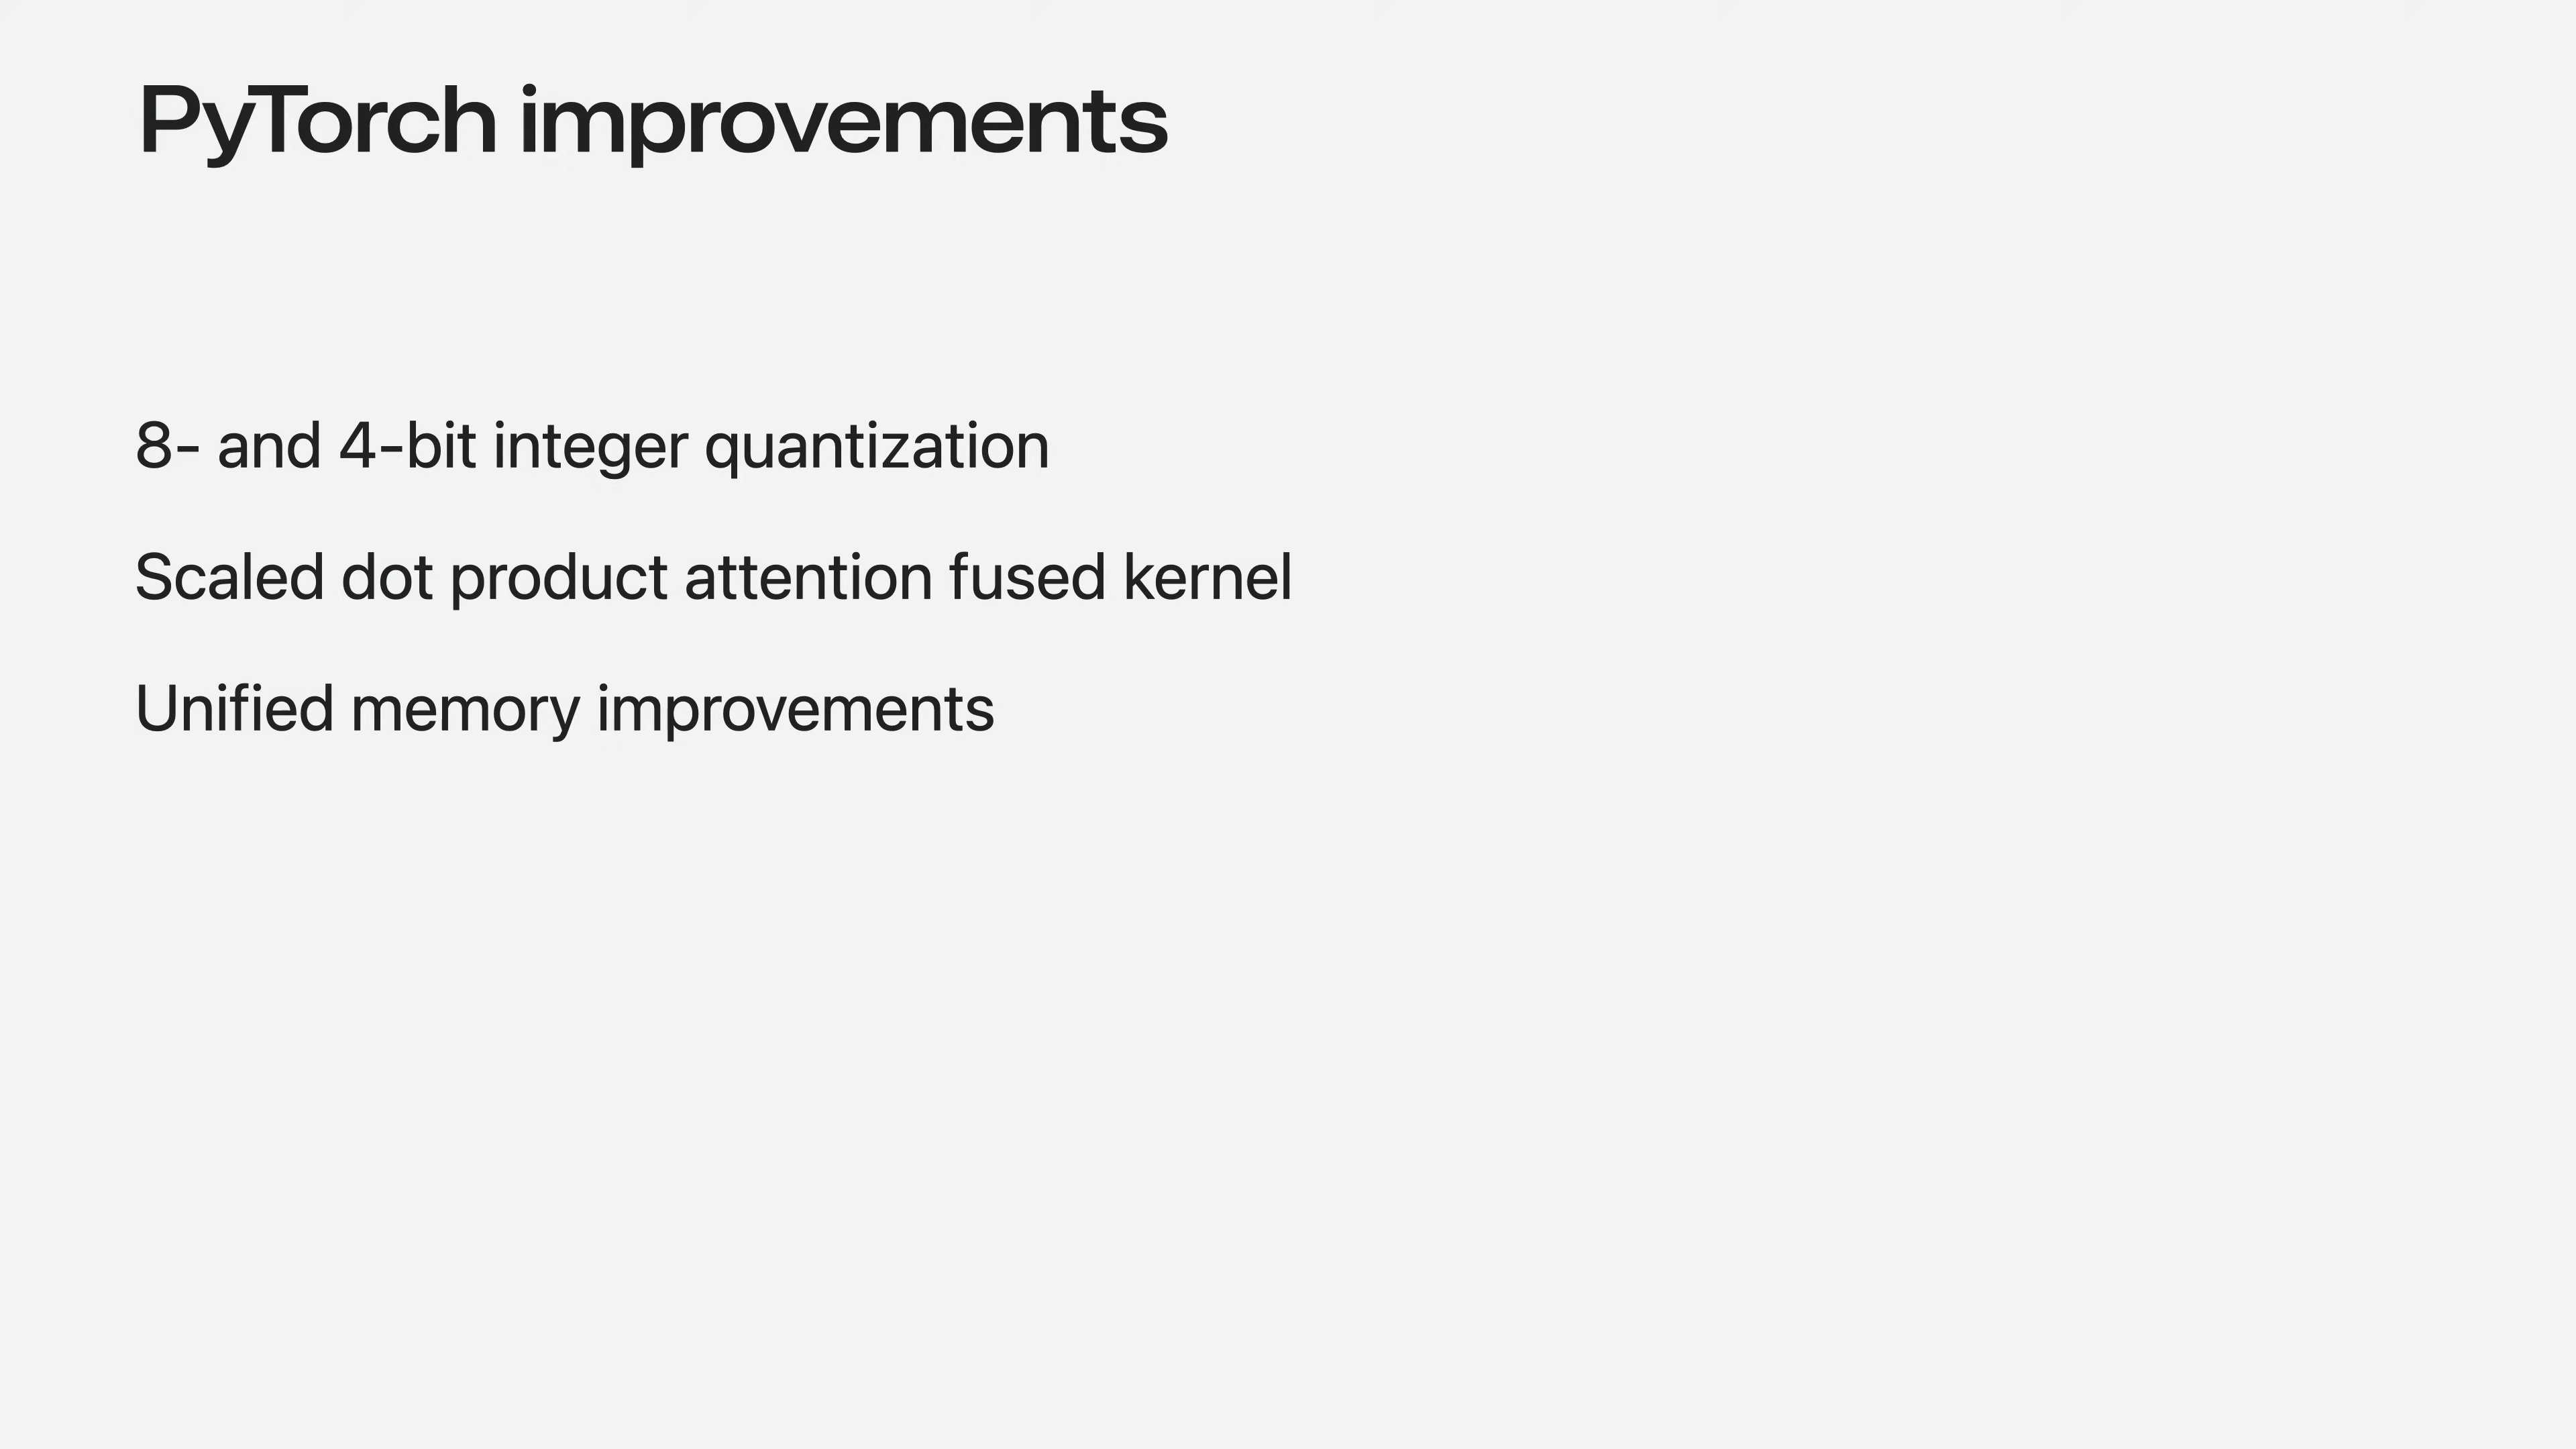 PyTorch improvements
8- and 4-bit integer quantization
Scaled dot product attention fused kernel
Unified memory improvements